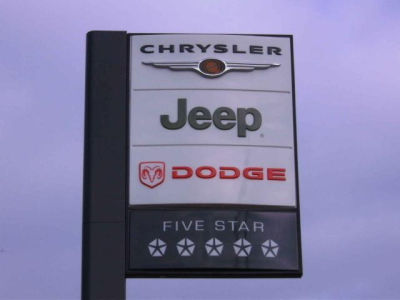 CHRYSLER
Jeep
DODGE
FIVE STAR